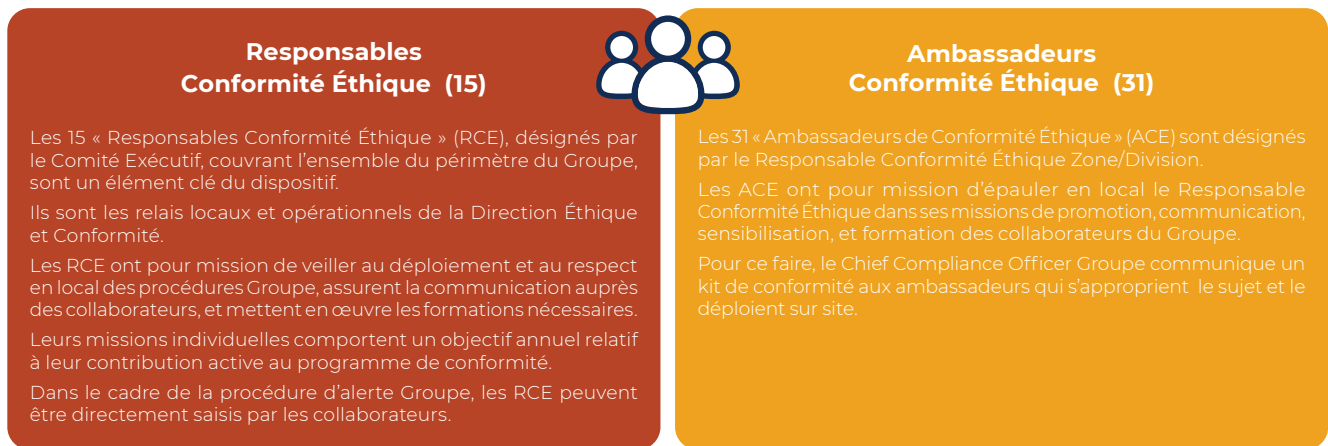 Responsables
Conformité Éthique (15)
Les 15 « Responsables Conformité Éthique » (RCE), désignés par
le Comité Exécutif, couvrant l’ensemble du périmètre du Groupe,
sont un élément clé du dispositif.
Ils sont les relais locaux et opérationnels de la Direction Éthique
et Conformité.
Les RCE ont pour mission de veiller au déploiement et au respect
en local des procédures Groupe, assurent la communication auprès
des collaborateurs, et mettent en œuvre les formations nécessaires.
Leurs missions individuelles comportent un objectif annuel relatif
à leur contribution active au programme de conformité.
Dans le cadre de la procédure d’alerte Groupe, les RCE peuvent
être directement saisis par les collaborateurs.
Ambassadeurs
Conformité Éthique (31)
Les 31 « Ambassadeurs de Conformité Éthique » (ACE) sont désignés
par le Responsable Conformité Éthique Zone/Division.
Les ACE ont pour mission d’épauler en local le Responsable
Conformité Éthique dans ses missions de promotion, communication,
sensibilisation, et formation des collaborateurs du Groupe.
Pour ce faire, le Chief Compliance Officer Groupe communique un
kit de conformité aux ambassadeurs qui s’approprient le sujet et le
déploient sur site.